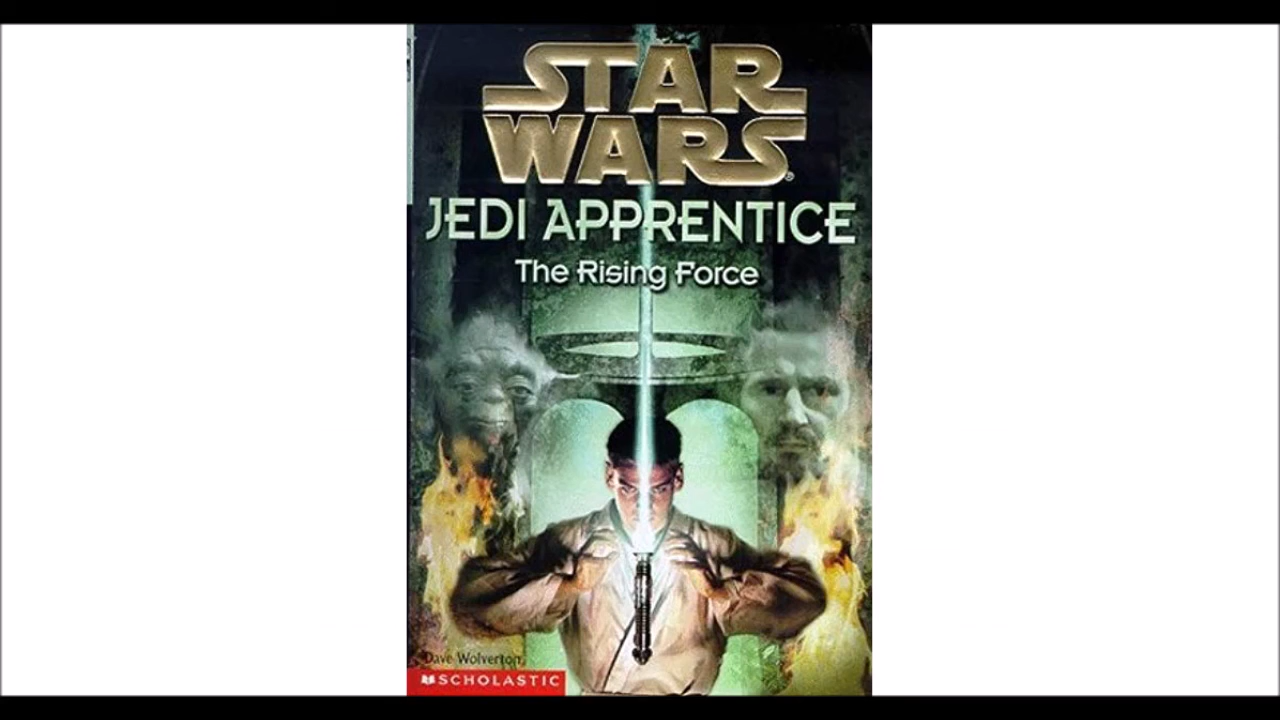 STAR
WARS®
JEDI APPRENTICE
The Rising Force
Dave Wolverton
SCHOLASTIC